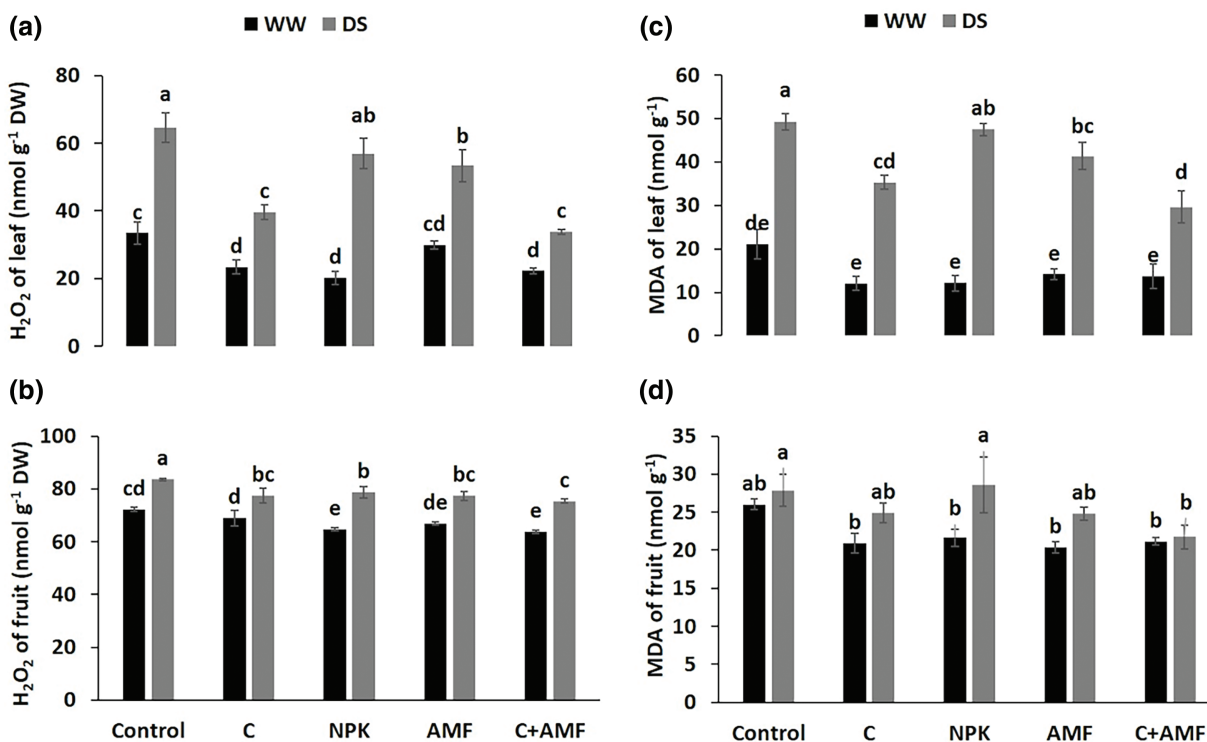 (a)
WW DS
H₂O₂ of leaf (nmol g⁻¹ DW)
80
60
40
20
0
c a
d c
d ab
cd b
d c
(b)
H₂O₂ of fruit (nmol g⁻¹ DW)
100
80
60
40
20
0
cd a
d bc
e b
de bc
e c
Control C NPK AMF C+AMF
(c)
WW DS
MDA of leaf (nmol g⁻¹)
60
50
40
30
20
10
0
de a
e cd
e ab
e bc
e d
(d)
MDA of fruit (nmol g⁻¹)
35
30
25
20
15
10
5
0
ab a
b ab
b a
b ab
b b
Control C NPK AMF C+AMF